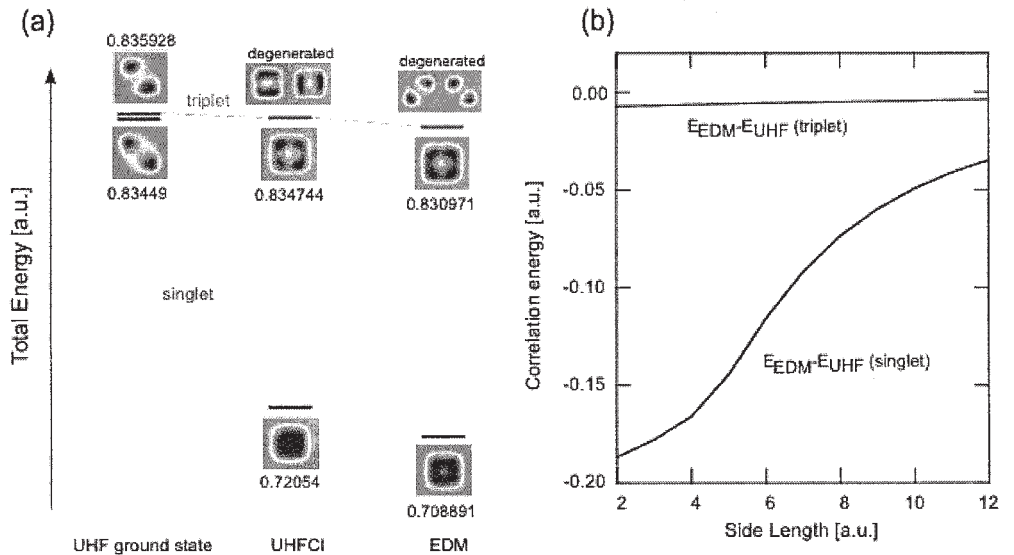 (a)
0.835928
degenerated
degenerated
triplet
0.83449
0.834744
0.830971
Total Energy [a.u.]
singlet
0.72054
0.708891
UHF ground state
UHFCI
EDM
(b)
0.00
-0.05
-0.10
-0.15
-0.20
Correlation energy [a.u.]
EEDM-EUHF (triplet)
EEDM-EUHF (singlet)
2
4
6
8
10
12
Side Length [a.u.]